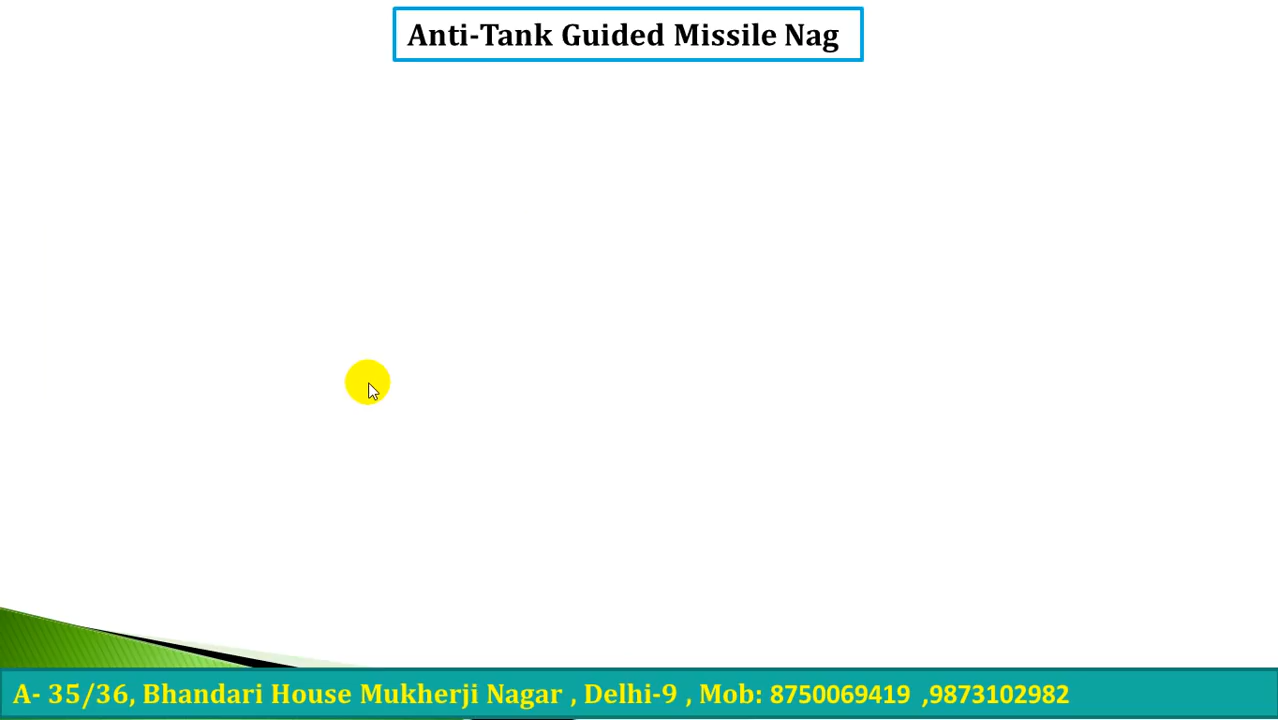 Anti-Tank Guided Missile Nag
A- 35/36, Bhandari House Mukherji Nagar , Delhi-9 , Mob: 8750069419 ,9873102982